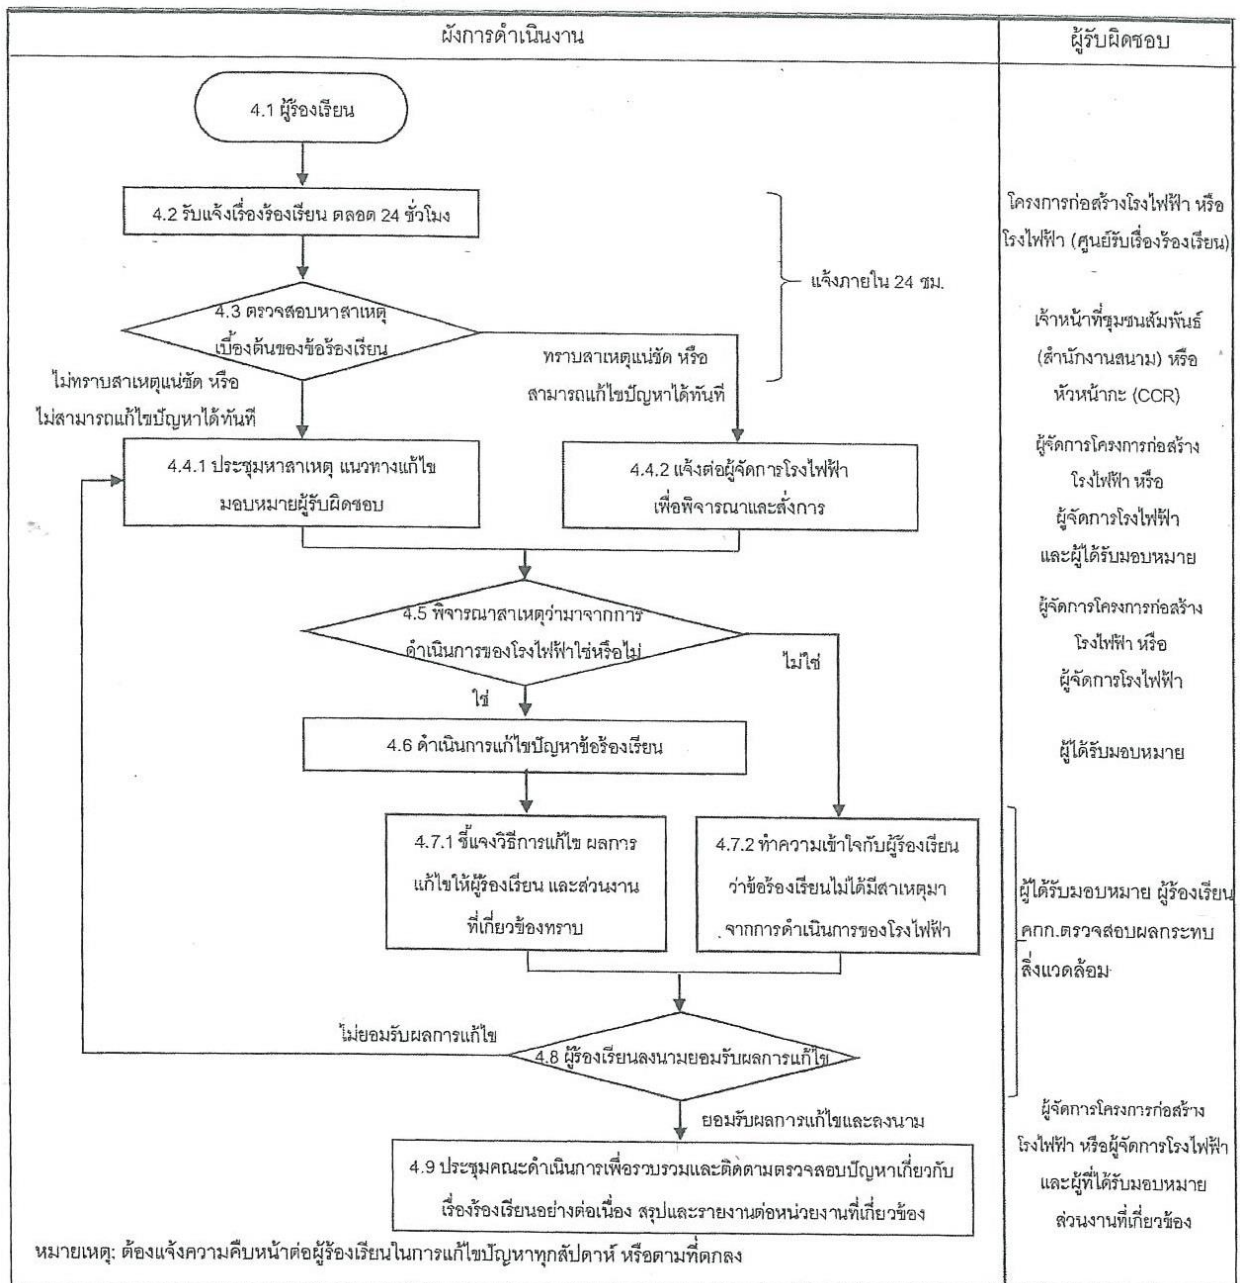 ผังการดำเนินงาน
ผู้รับผิดชอบ
4.1 ผู้ร้องเรียน
4.2 รับแจ้งเรื่องร้องเรียน ตลอด 24 ชั่วโมง
โครงการก่อสร้างโรงไฟฟ้า หรือ
โรงไฟฟ้า (ศูนย์รับเรื่องร้องเรียน)
แจ้งภายใน 24 ชม.
4.3 ตรวจสอบหาสาเหตุ
เบื้องต้นของข้อร้องเรียน
เจ้าหน้าที่ชุมชนสัมพันธ์
(สำนักงานสนาม) หรือ
หัวหน้ากะ (CCR)
ไม่ทราบสาเหตุแน่ชัด หรือ
ไม่สามารถแก้ไขปัญหาได้ทันที
ทราบสาเหตุแน่ชัด หรือ
สามารถแก้ไขปัญหาได้ทันที
4.4.1 ประชุมหาสาเหตุ แนวทางแก้ไข
มอบหมายผู้รับผิดชอบ
4.4.2 แจ้งต่อผู้จัดการโรงไฟฟ้า
เพื่อพิจารณาและสั่งการ
ผู้จัดการโครงการก่อสร้าง
โรงไฟฟ้า หรือ
ผู้จัดการโรงไฟฟ้า
และผู้ได้รับมอบหมาย
4.5 พิจารณาสาเหตุว่ามาจากการ
ดำเนินการของโรงไฟฟ้าใช่หรือไม่
ผู้จัดการโครงการก่อสร้าง
โรงไฟฟ้า หรือ
ผู้จัดการโรงไฟฟ้า
ไม่ใช่
ใช่
4.6 ดำเนินการแก้ไขปัญหาข้อร้องเรียน
ผู้ได้รับมอบหมาย
4.7.1 ชี้แจงวิธีการแก้ไข ผลการ
แก้ไขให้ผู้ร้องเรียน และส่วนงาน
ที่เกี่ยวข้องทราบ
4.7.2 ทำความเข้าใจกับผู้ร้องเรียน
ว่าข้อร้องเรียนไม่ได้มีสาเหตุมา
จากการดำเนินการของโรงไฟฟ้า
ผู้ได้รับมอบหมาย ผู้ร้องเรียน
คกก.ตรวจสอบผลกระทบ
สิ่งแวดล้อม
ไม่ยอมรับผลการแก้ไข
4.8 ผู้ร้องเรียนลงนามยอมรับผลการแก้ไข
ยอมรับผลการแก้ไขและลงนาม
4.9 ประชุมคณะดำเนินการเพื่อรวบรวมและติดตามตรวจสอบปัญหาเกี่ยวกับ
เรื่องร้องเรียนอย่างต่อเนื่อง สรุปและรายงานต่อหน่วยงานที่เกี่ยวข้อง
ผู้จัดการโครงการก่อสร้าง
โรงไฟฟ้า หรือผู้จัดการโรงไฟฟ้า
และผู้ที่ได้รับมอบหมาย
ส่วนงานที่เกี่ยวข้อง
หมายเหตุ: ต้องแจ้งความคืบหน้าต่อผู้ร้องเรียนในการแก้ไขปัญหาทุกสัปดาห์ หรือตามที่ตกลง